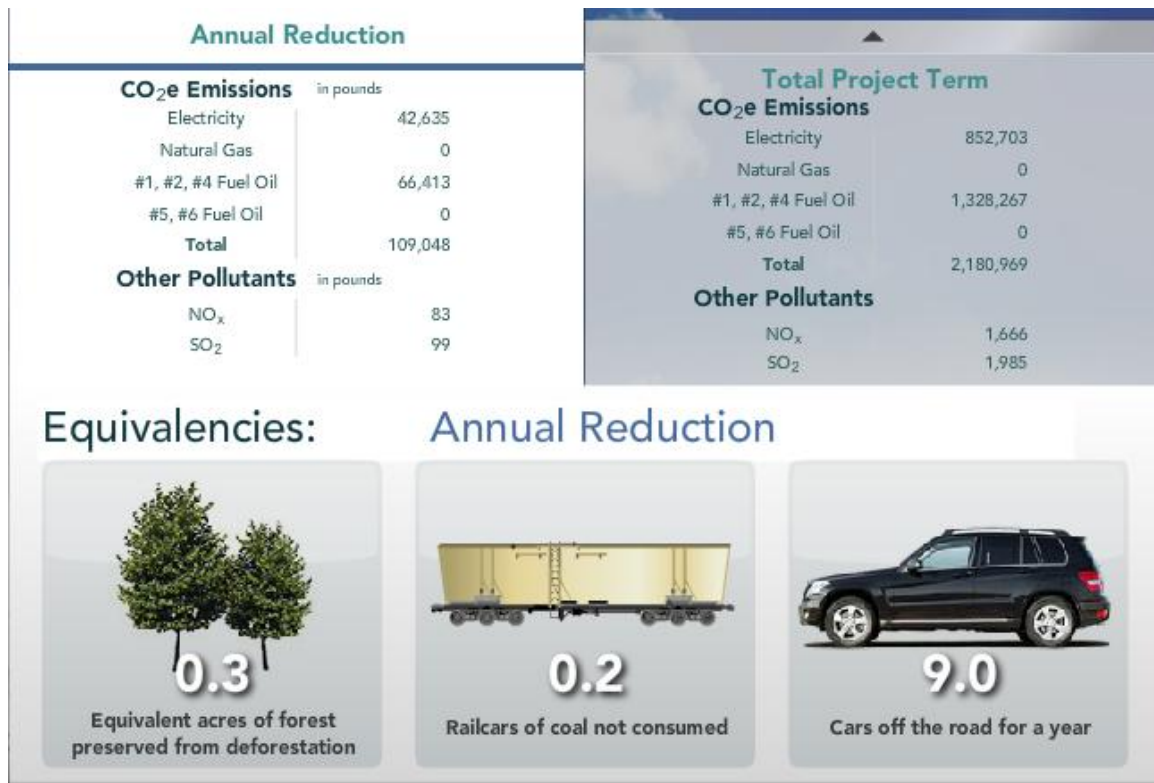 Annual Reduction
CO₂e Emissions in pounds
Electricity 42,635
Natural Gas 0
#1, #2, #4 Fuel Oil 66,413
#5, #6 Fuel Oil 0
Total 109,048
Other Pollutants in pounds
NOₓ 83
SO₂ 99
Total Project Term
CO₂e Emissions
Electricity 852,703
Natural Gas 0
#1, #2, #4 Fuel Oil 1,328,267
#5, #6 Fuel Oil 0
Total 2,180,969
Other Pollutants
NOₓ 1,666
SO₂ 1,985
Equivalencies: Annual Reduction
0.3
Equivalent acres of forest
preserved from deforestation
0.2
Railcars of coal not consumed
9.0
Cars off the road for a year